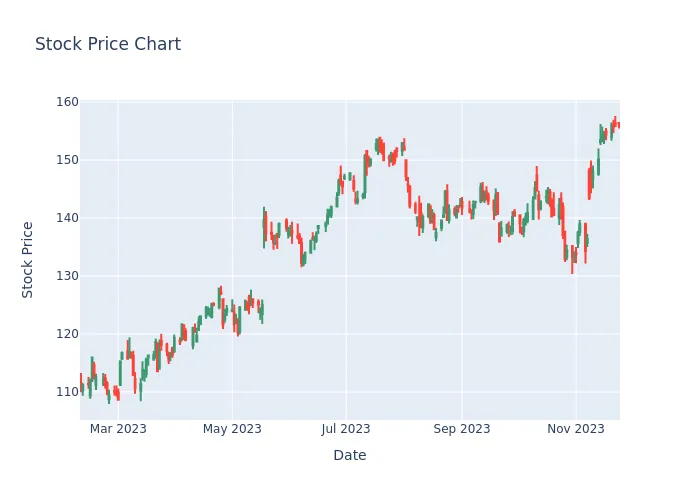 Stock Price Chart
160
150
140
130
120
110
Stock Price
Mar 2023
May 2023
Jul 2023
Sep 2023
Nov 2023
Date